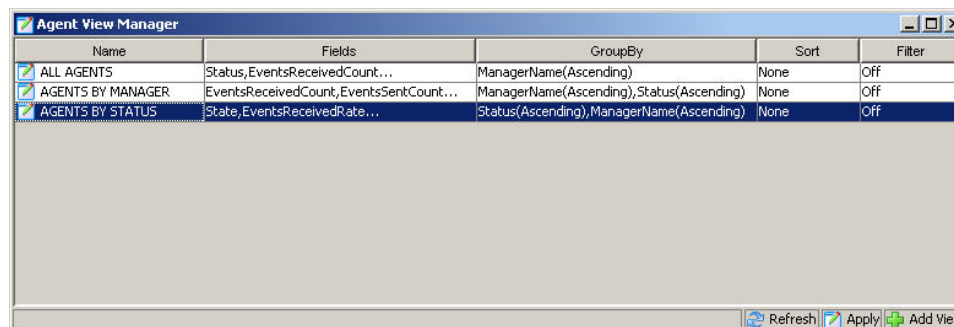 Agent View Manager
Name Fields GroupBy Sort Filter
ALL AGENTS Status,EventsReceivedCount... ManagerName(Ascending) None Off
AGENTS BY MANAGER EventsReceivedCount,EventsSentCount... ManagerName(Ascending),Status(Ascending) None Off
AGENTS BY STATUS State,EventsReceivedRate... Status(Ascending),ManagerName(Ascending) None Off
Refresh Apply Add Vie